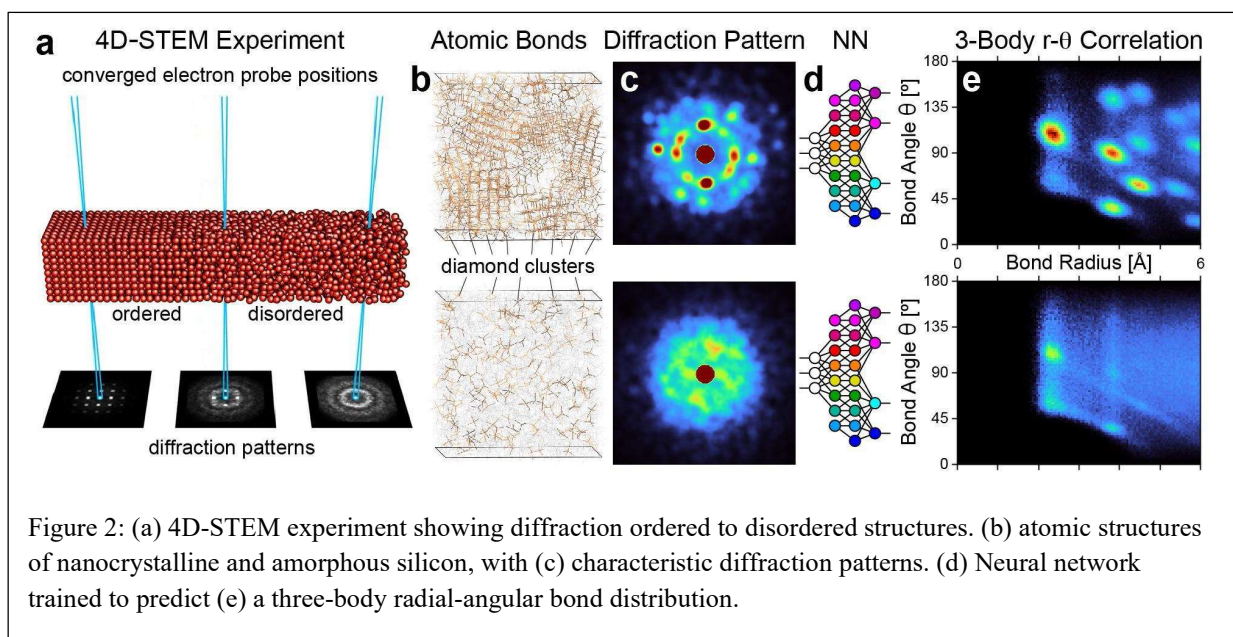 a 4D-STEM Experiment
converged electron probe positions
ordered disordered
diffraction patterns
Atomic Bonds
b
diamond clusters
Diffraction Pattern
c
NN
d
3-Body r-θ Correlation
e
Bond Angle θ [º]
180
135
90
45
0
Bond Radius [Å]
0 6
Bond Angle θ [º]
180
135
90
45
0
Figure 2: (a) 4D-STEM experiment showing diffraction ordered to disordered structures. (b) atomic structures
of nanocrystalline and amorphous silicon, with (c) characteristic diffraction patterns. (d) Neural network
trained to predict (e) a three-body radial-angular bond distribution.